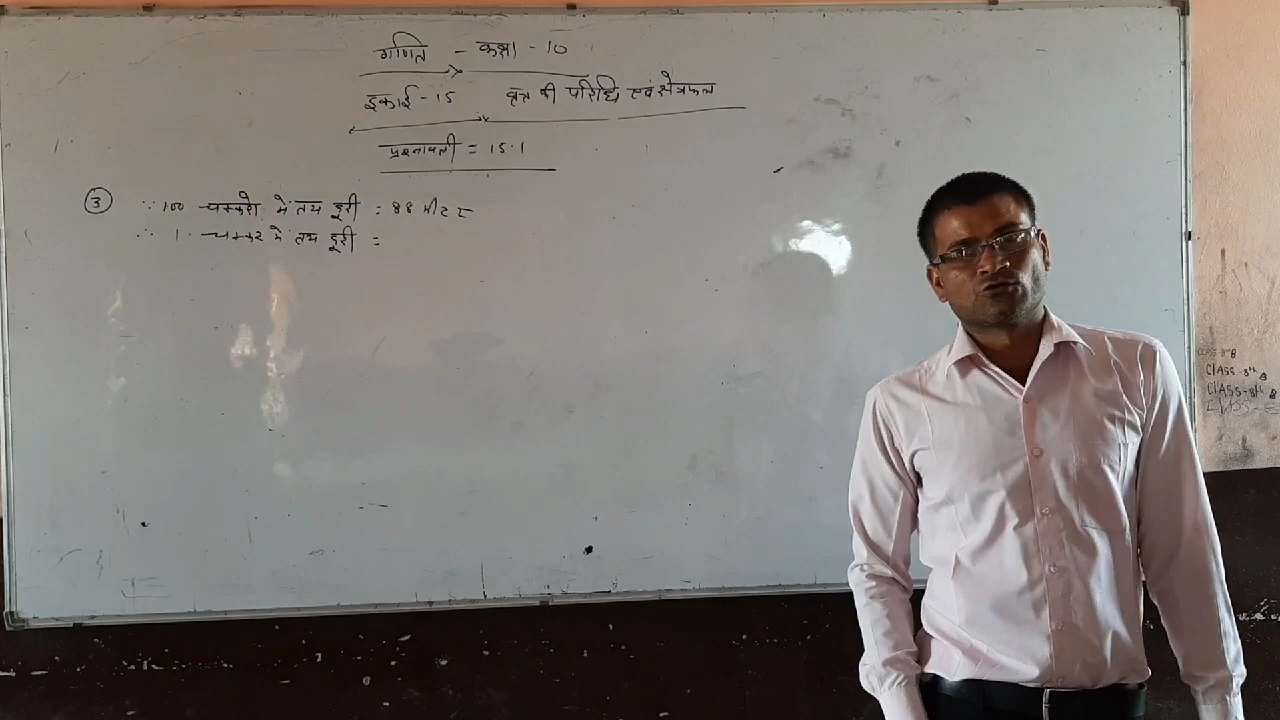 गणित - कक्षा - 10
इकाई - 15 वृत्त की परिधि एवं क्षेत्रफल
प्रश्नावली = 15.1
③ ∵ 100 चक्करो में तय दूरी = 88 मीटर
∴ 1 चक्कर में तय दूरी =
CLASS-8th B
CLASS-8th B
CLASS-8th B